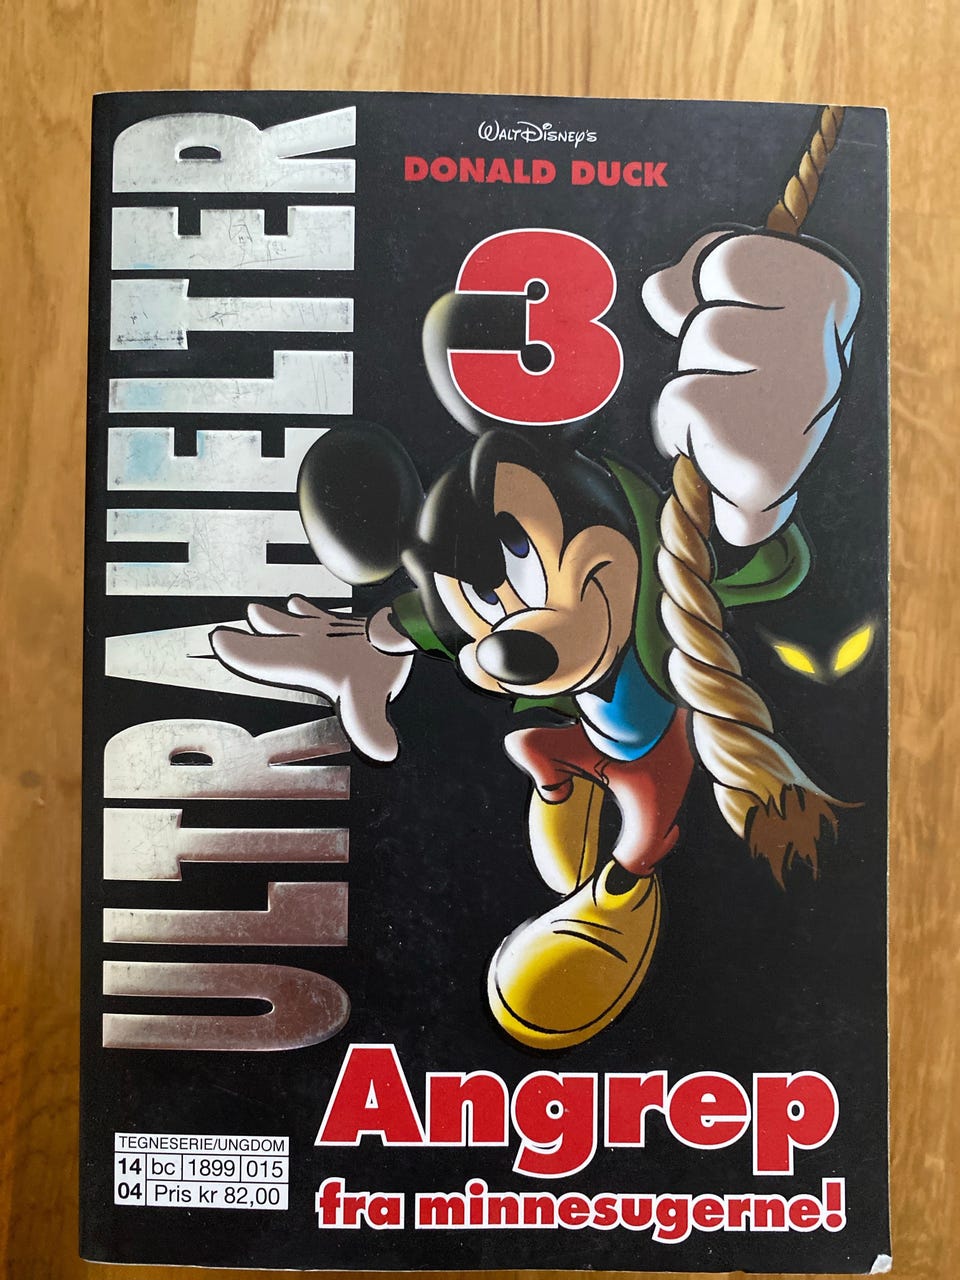 WALT DISNEY'S
DONALD DUCK
3
ULTRAHELTER
Angrep
fra minnesugerne!
TEGNESERIE/UNGDOM
14 bc 1899 015
04 Pris kr 82,00